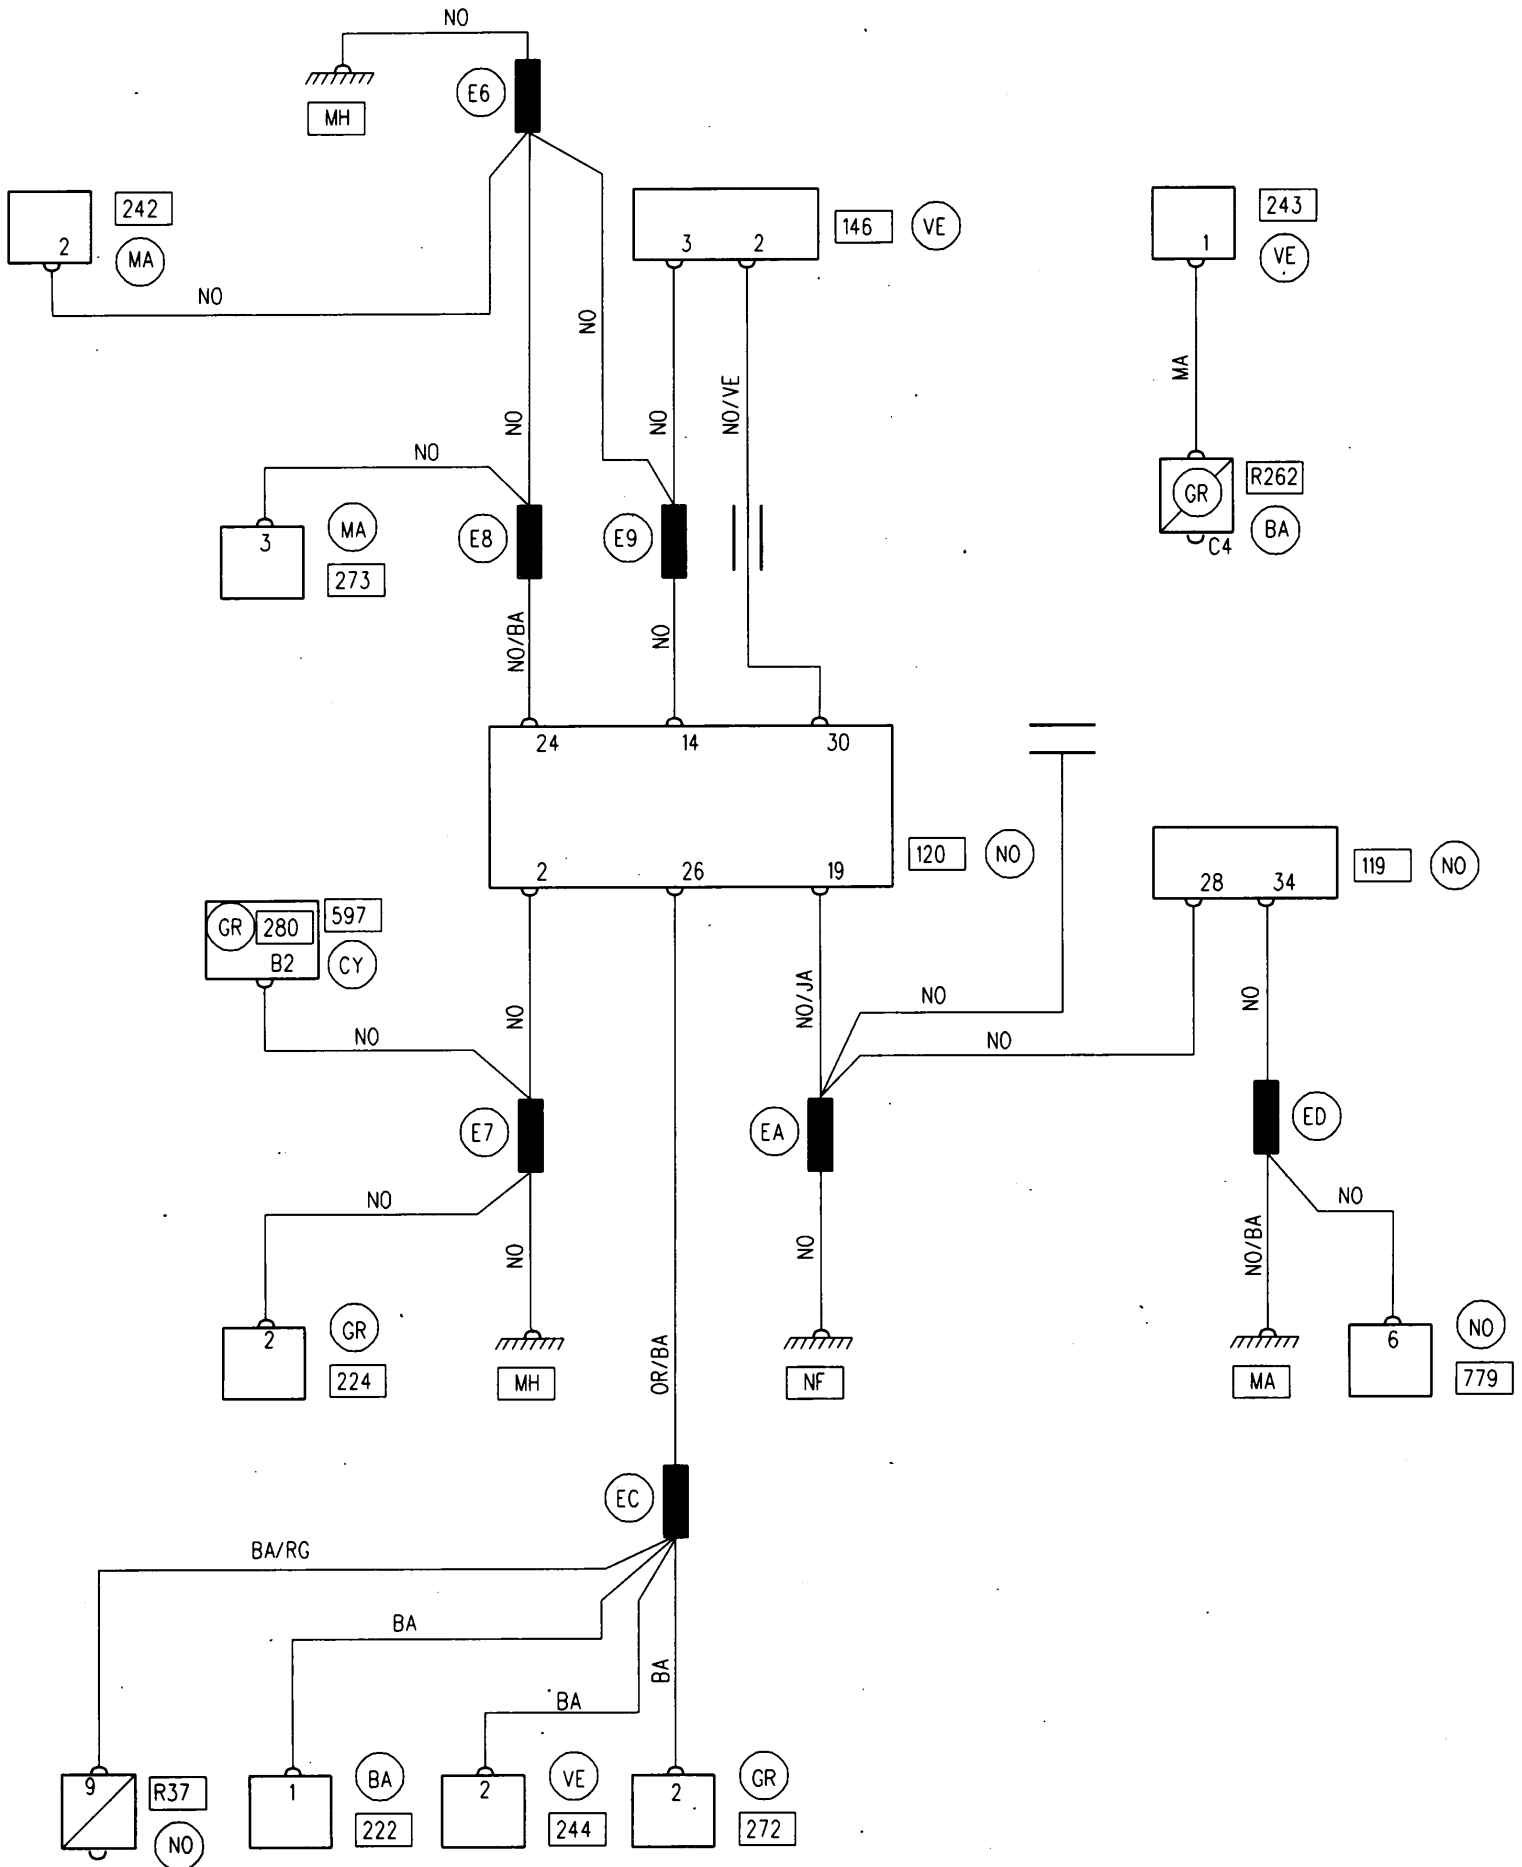 NO
E6
MH
242
2
MA
NO
146
VE
3 2
243
1
VE
NO
NO
NO
NO/VE
MA
NO
R262
GR
BA
C4
MA
3
273
E8
E9
NO/BA
NO
24 14 30
120
NO
2 26 19
119
NO
28 34
GR
280
597
B2
CY
NO
NO/JA
NO
NO
NO
NO
E7
EA
ED
NO
NO
NO
NO/BA
NO
2
GR
224
MH
OR/BA
NF
MA
6
NO
779
EC
BA/RG
BA
BA
BA
9
R37
NO
1
BA
222
2
VE
244
2
GR
272